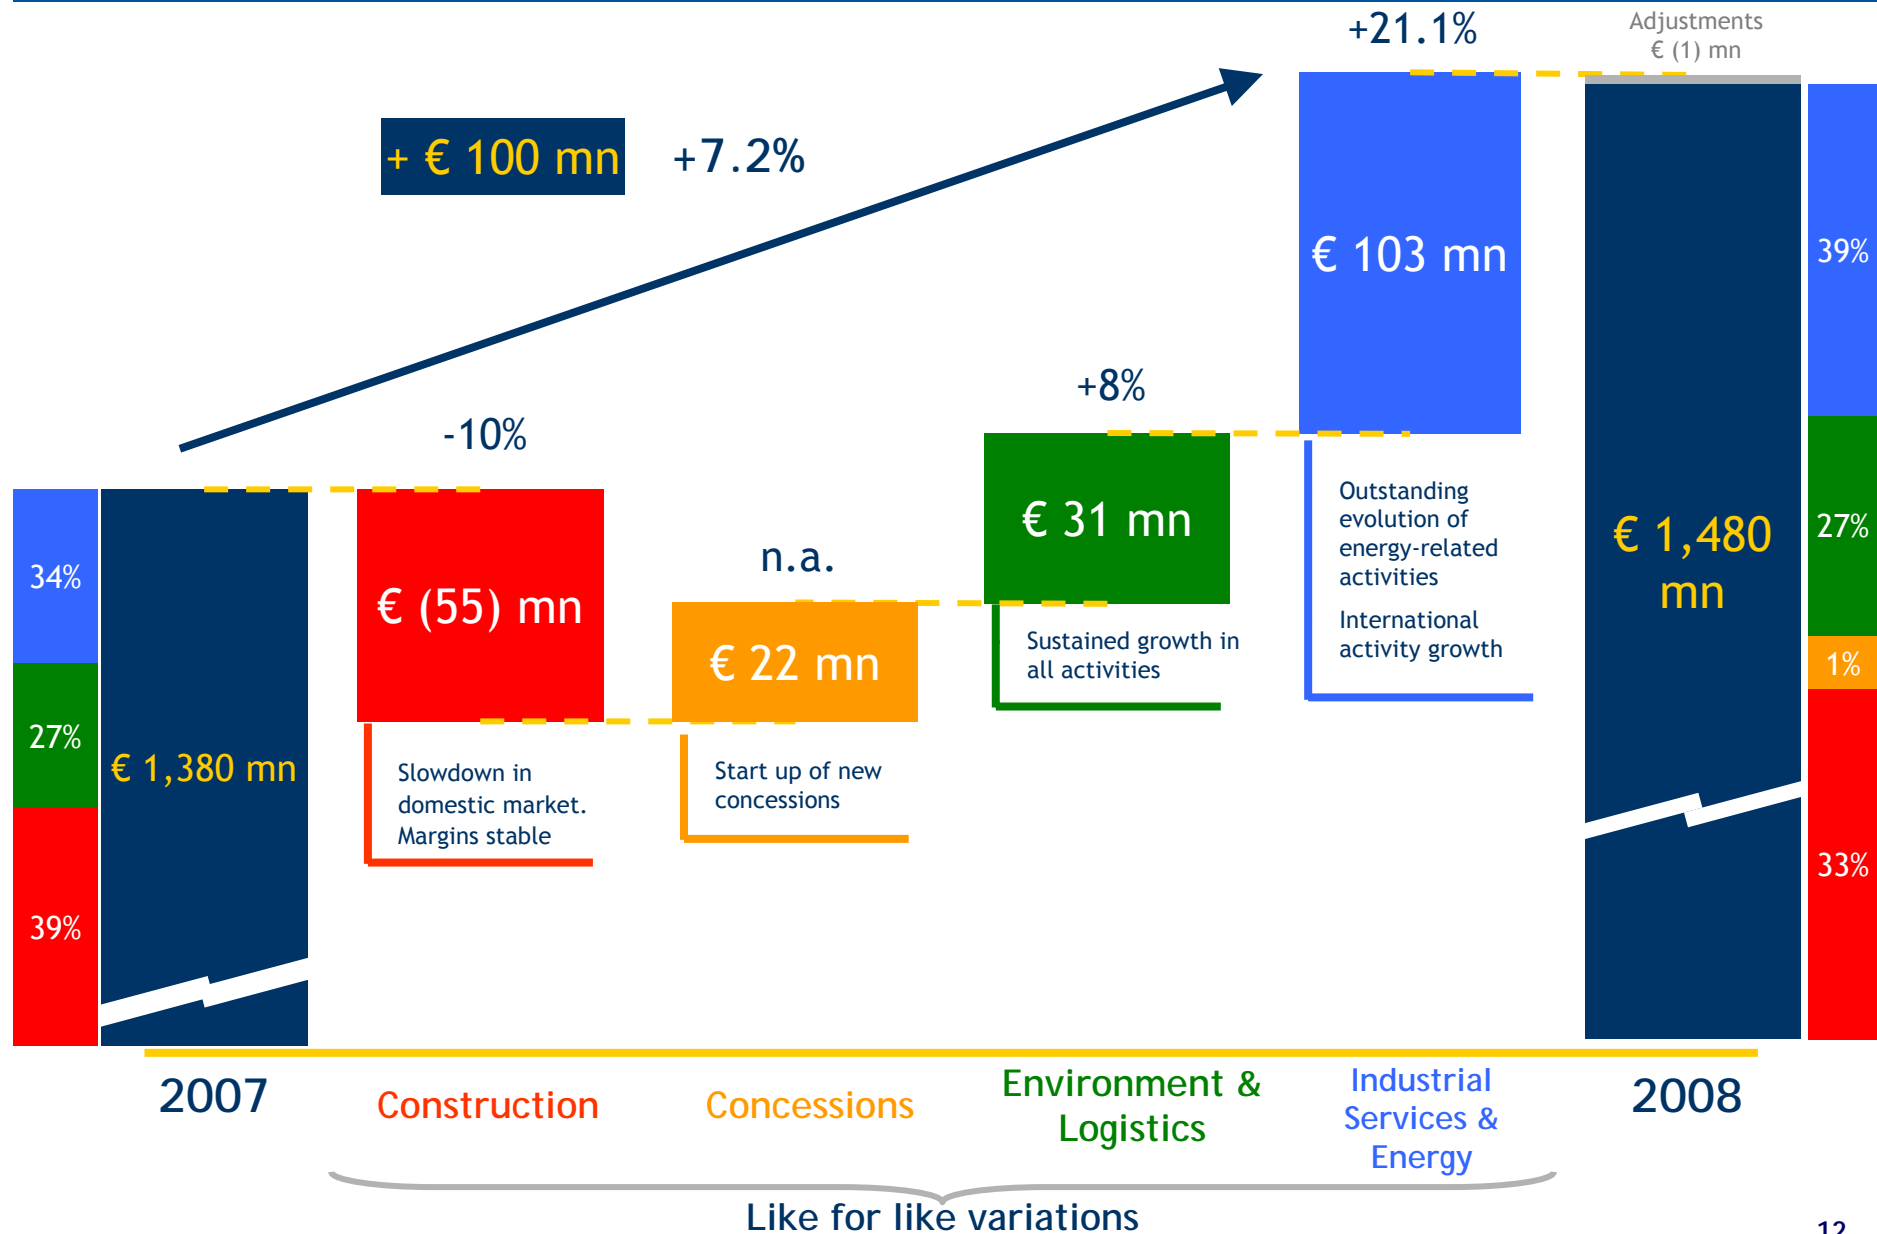 +21.1%
Adjustments
€ (1) mn
+ € 100 mn
+7.2%
€ 103 mn
39%
+8%
-10%
Outstanding
evolution of
energy-related
activities
International
activity growth
€ 31 mn
€ 1,480
mn
27%
n.a.
34%
€ (55) mn
Sustained growth in
all activities
€ 22 mn
1%
27%
€ 1,380 mn
Slowdown in
domestic market.
Margins stable
Start up of new
concessions
33%
39%
2007
Construction
Concessions
Environment &
Logistics
Industrial
Services &
Energy
2008
Like for like variations
12